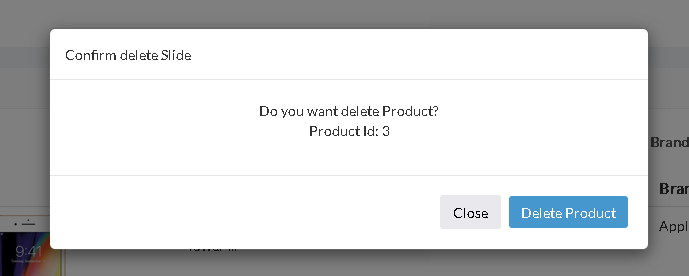 Confirm delete Slide
Do you want delete Product?
Product Id: 3
Brand
Bran
Appl
9:41
Close
Delete Product